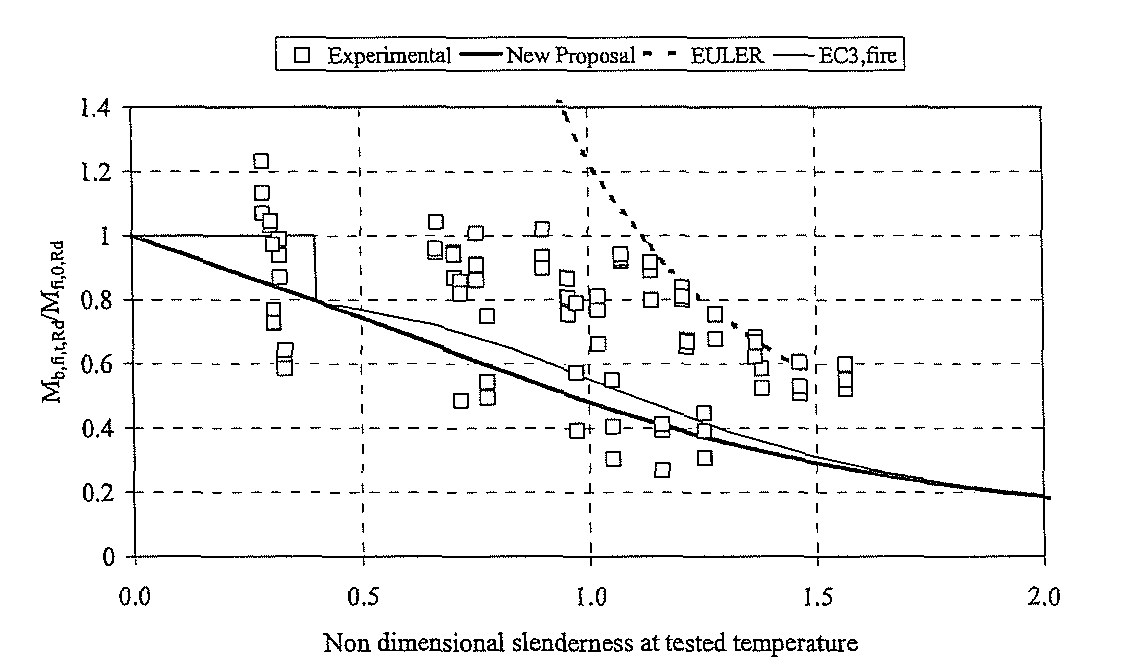 Experimental New Proposal EULER EC3,fire
1.4
1.2
1
0.8
0.6
0.4
0.2
0
M_b,fi,t,Rd/M_fi,0,Rd
0.0 0.5 1.0 1.5 2.0
Non dimensional slenderness at tested temperature